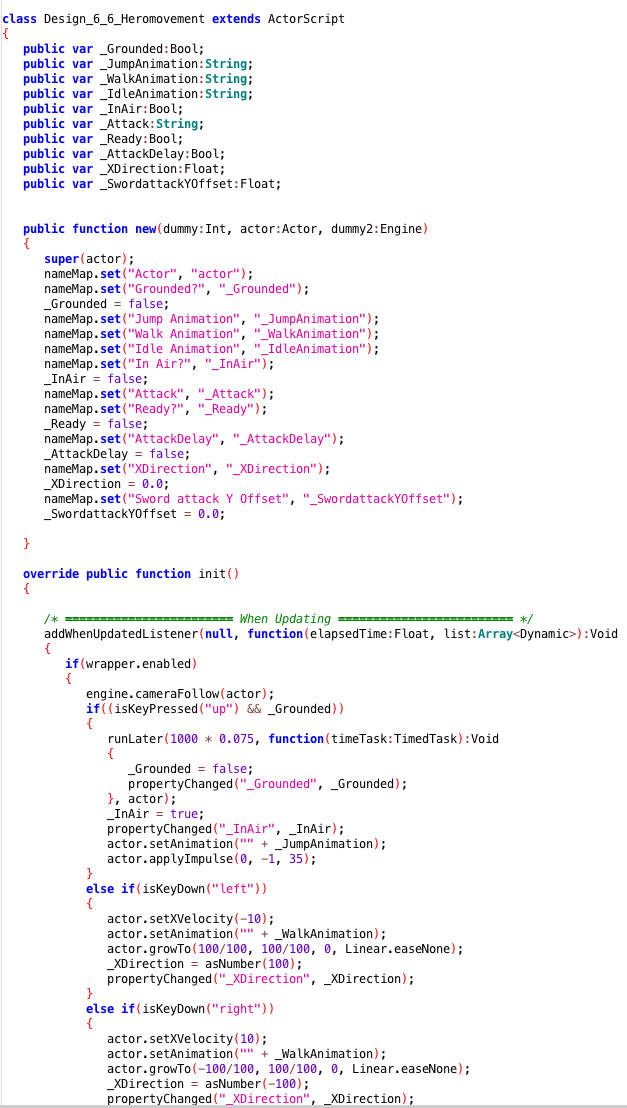 class Design_6_6_Heromovement extends ActorScript
{
public var _Grounded:Bool;
public var _JumpAnimation:String;
public var _WalkAnimation:String;
public var _IdleAnimation:String;
public var _InAir:Bool;
public var _Attack:String;
public var _Ready:Bool;
public var _AttackDelay:Bool;
public var _XDirection:Float;
public var _SwordattackYOffset:Float;
public function new(dummy:Int, actor:Actor, dummy2:Engine)
{
super(actor);
nameMap.set("Actor", "actor");
nameMap.set("Grounded?", "_Grounded");
_Grounded = false;
nameMap.set("Jump Animation", "_JumpAnimation");
nameMap.set("Walk Animation", "_WalkAnimation");
nameMap.set("Idle Animation", "_IdleAnimation");
nameMap.set("In Air?", "_InAir");
_InAir = false;
nameMap.set("Attack", "_Attack");
nameMap.set("Ready?", "_Ready");
_Ready = false;
nameMap.set("AttackDelay", "_AttackDelay");
_AttackDelay = false;
nameMap.set("XDirection", "_XDirection");
_XDirection = 0.0;
nameMap.set("Sword attack Y Offset", "_SwordattackYOffset");
_SwordattackYOffset = 0.0;
}
override public function init()
{
/* ======================== When Updating ========================= */
addWhenUpdatedListener(null, function(elapsedTime:Float, list:Array<Dynamic>):Void
{
if(wrapper.enabled)
{
engine.cameraFollow(actor);
if((isKeyPressed("up") && _Grounded))
{
runLater(1000 * 0.075, function(timeTask:TimedTask):Void
{
_Grounded = false;
propertyChanged("_Grounded", _Grounded);
}, actor);
_InAir = true;
propertyChanged("_InAir", _InAir);
actor.setAnimation("" + _JumpAnimation);
actor.applyImpulse(0, -1, 35);
}
else if(isKeyDown("left"))
{
actor.setXVelocity(-10);
actor.setAnimation("" + _WalkAnimation);
actor.growTo(100/100, 100/100, 0, Linear.easeNone);
_XDirection = asNumber(100);
propertyChanged("_XDirection", _XDirection);
}
else if(isKeyDown("right"))
{
actor.setXVelocity(10);
actor.setAnimation("" + _WalkAnimation);
actor.growTo(-100/100, 100/100, 0, Linear.easeNone);
_XDirection = asNumber(-100);
propertyChanged("_XDirection", _XDirection);